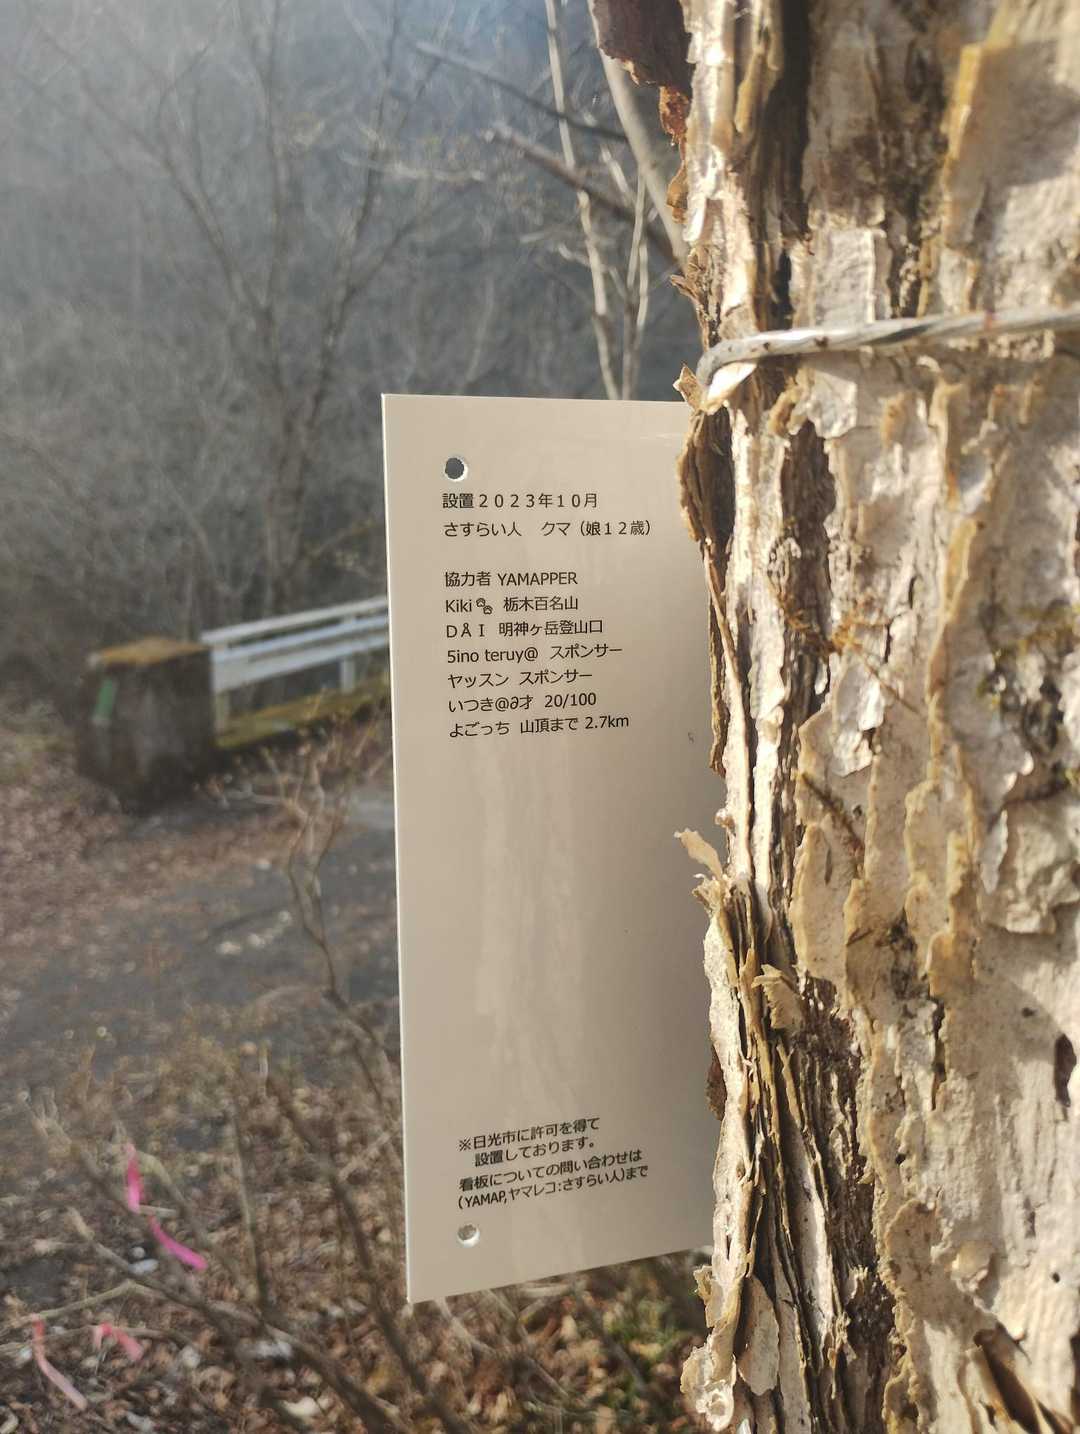 設置２０２３年１０月
さすらい人　クマ（娘１２歳）
協力者 YAMAPPER
Kiki🐾 栃木百名山
ＤÅＩ 明神ヶ岳登山口
5ino teruy@ スポンサー
ヤッスン スポンサー
いつき@∂才 20/100
よごっち 山頂まで 2.7km
※日光市に許可を得て
設置しております。
看板についての問い合わせは
(YAMAP,ヤマレコ:さすらい人)まで